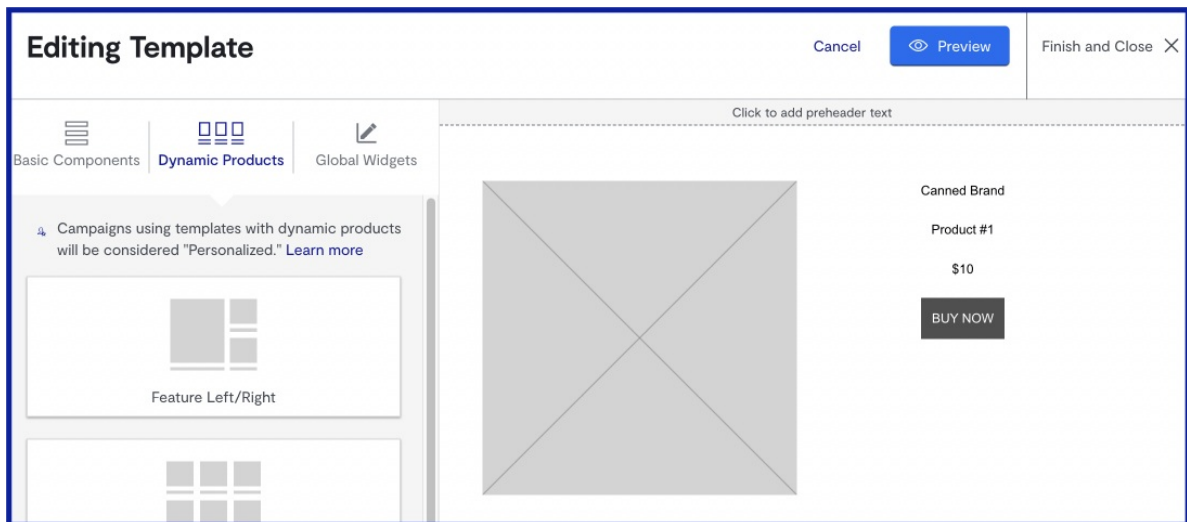 Editing Template
Cancel
Preview
Finish and Close
Basic Components
Dynamic Products
Global Widgets
Click to add preheader text
Campaigns using templates with dynamic products
will be considered "Personalized." Learn more
Feature Left/Right
Canned Brand
Product #1
$10
BUY NOW